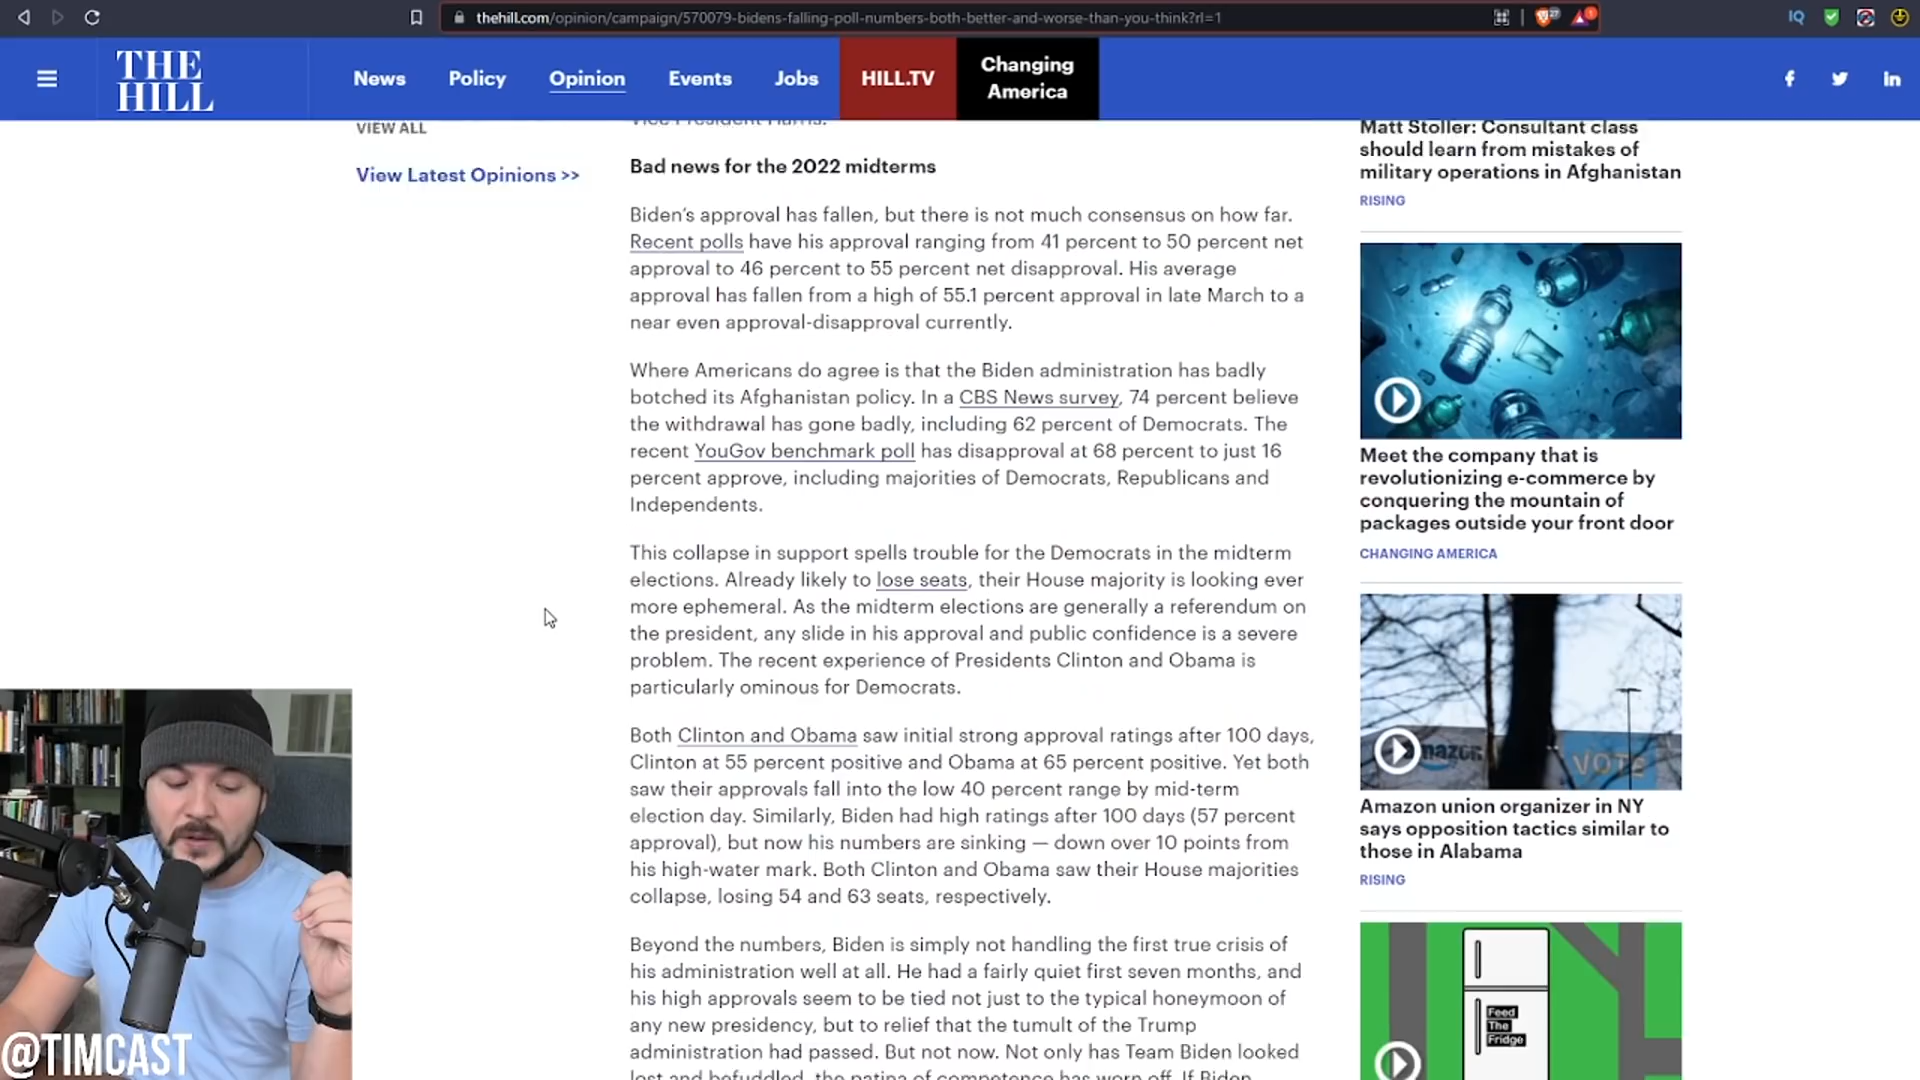 thehill.com/opinion/campaign/570079-bidens-falling-poll-numbers-both-better-and-worse-than-you-think?rl=1
IQ
27
1
THE
HILL
News
Policy
Opinion
Events
Jobs
HILL.TV
Changing
America
VIEW ALL
View Latest Opinions >>
Vice President Harris.
Bad news for the 2022 midterms
Biden’s approval has fallen, but there is not much consensus on how far.
Recent polls have his approval ranging from 41 percent to 50 percent net
approval to 46 percent to 55 percent net disapproval. His average
approval has fallen from a high of 55.1 percent approval in late March to a
near even approval-disapproval currently.
Where Americans do agree is that the Biden administration has badly
botched its Afghanistan policy. In a CBS News survey, 74 percent believe
the withdrawal has gone badly, including 62 percent of Democrats. The
recent YouGov benchmark poll has disapproval at 68 percent to just 16
percent approve, including majorities of Democrats, Republicans and
Independents.
This collapse in support spells trouble for the Democrats in the midterm
elections. Already likely to lose seats, their House majority is looking ever
more ephemeral. As the midterm elections are generally a referendum on
the president, any slide in his approval and public confidence is a severe
problem. The recent experience of Presidents Clinton and Obama is
particularly ominous for Democrats.
Both Clinton and Obama saw initial strong approval ratings after 100 days,
Clinton at 55 percent positive and Obama at 65 percent positive. Yet both
saw their approvals fall into the low 40 percent range by mid-term
election day. Similarly, Biden had high ratings after 100 days (57 percent
approval), but now his numbers are sinking — down over 10 points from
his high-water mark. Both Clinton and Obama saw their House majorities
collapse, losing 54 and 63 seats, respectively.
Beyond the numbers, Biden is simply not handling the first true crisis of
his administration well at all. He had a fairly quiet first seven months, and
his high approvals seem to be tied not just to the typical honeymoon of
any new presidency, but to relief that the tumult of the Trump
administration had passed. But not now. Not only has Team Biden looked
lost and befuddled, the patina of competence has worn off. If Biden
Matt Stoller: Consultant class
should learn from mistakes of
military operations in Afghanistan
RISING
Meet the company that is
revolutionizing e-commerce by
conquering the mountain of
packages outside your front door
CHANGING AMERICA
amazon
VOTE
Amazon union organizer in NY
says opposition tactics similar to
those in Alabama
RISING
Feed
The
Fridge
@TIMCAST